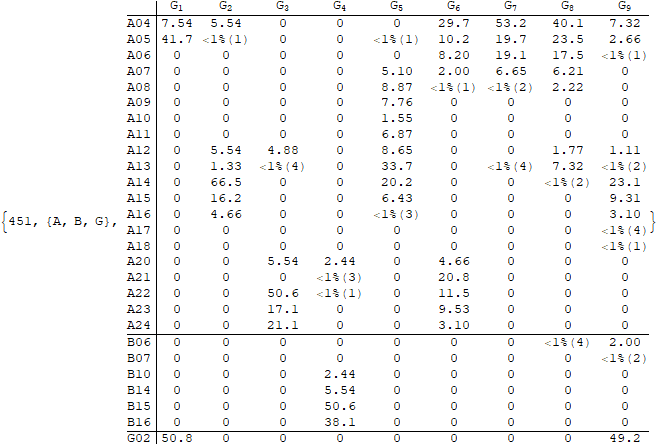 G1 G2 G3 G4 G5 G6 G7 G8 G9
A04 7.54 5.54 0 0 0 29.7 53.2 40.1 7.32
A05 41.7 <1%(1) 0 0 <1%(1) 10.2 19.7 23.5 2.66
A06 0 0 0 0 0 8.20 19.1 17.5 <1%(1)
A07 0 0 0 0 5.10 2.00 6.65 6.21 0
A08 0 0 0 0 8.87 <1%(1) <1%(2) 2.22 0
A09 0 0 0 0 7.76 0 0 0 0
A10 0 0 0 0 1.55 0 0 0 0
A11 0 0 0 0 6.87 0 0 0 0
A12 0 5.54 4.88 0 8.65 0 0 1.77 1.11
A13 0 1.33 <1%(4) 0 33.7 0 <1%(4) 7.32 <1%(2)
A14 0 66.5 0 0 20.2 0 0 <1%(2) 23.1
A15 0 16.2 0 0 6.43 0 0 0 9.31
{451, {A, B, G}, A16 0 4.66 0 0 <1%(3) 0 0 0 3.10 }
A17 0 0 0 0 0 0 0 0 <1%(4)
A18 0 0 0 0 0 0 0 0 <1%(1)
A20 0 0 5.54 2.44 0 4.66 0 0 0
A21 0 0 0 <1%(3) 0 20.8 0 0 0
A22 0 0 50.6 <1%(1) 0 11.5 0 0 0
A23 0 0 17.1 0 0 9.53 0 0 0
A24 0 0 21.1 0 0 3.10 0 0 0
B06 0 0 0 0 0 0 0 <1%(4) 2.00
B07 0 0 0 0 0 0 0 0 <1%(2)
B10 0 0 0 2.44 0 0 0 0 0
B14 0 0 0 5.54 0 0 0 0 0
B15 0 0 0 50.6 0 0 0 0 0
B16 0 0 0 38.1 0 0 0 0 0
G02 50.8 0 0 0 0 0 0 0 49.2